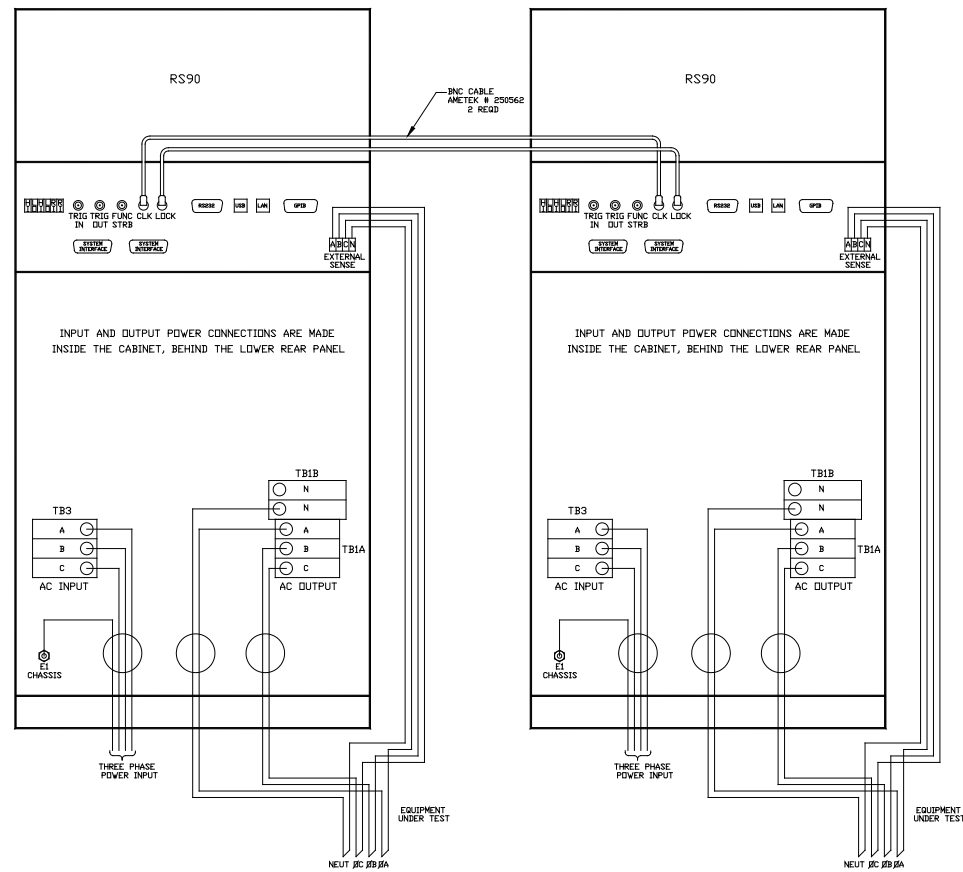 RS90
RS90
BNC CABLE
AMETEK # 250562
2 REQD
TRIG IN
TRIG OUT
FUNC STRB
CLK
LOCK
RS232
USB
LAN
GPIB
SYSTEM INTERFACE
SYSTEM INTERFACE
A B C N
EXTERNAL
SENSE
TRIG IN
TRIG OUT
FUNC STRB
CLK
LOCK
RS232
USB
LAN
GPIB
SYSTEM INTERFACE
SYSTEM INTERFACE
A B C N
EXTERNAL
SENSE
INPUT AND OUTPUT POWER CONNECTIONS ARE MADE
INSIDE THE CABINET, BEHIND THE LOWER REAR PANEL
INPUT AND OUTPUT POWER CONNECTIONS ARE MADE
INSIDE THE CABINET, BEHIND THE LOWER REAR PANEL
TB1B
N
N
TB3
A
B
C
AC INPUT
A
B
C
TB1A
AC OUTPUT
E1
CHASSIS
TB1B
N
N
TB3
A
B
C
AC INPUT
A
B
C
TB1A
AC OUTPUT
E1
CHASSIS
THREE PHASE
POWER INPUT
EQUIPMENT
UNDER TEST
NEUT ØC ØB ØA
THREE PHASE
POWER INPUT
EQUIPMENT
UNDER TEST
NEUT ØC ØB ØA